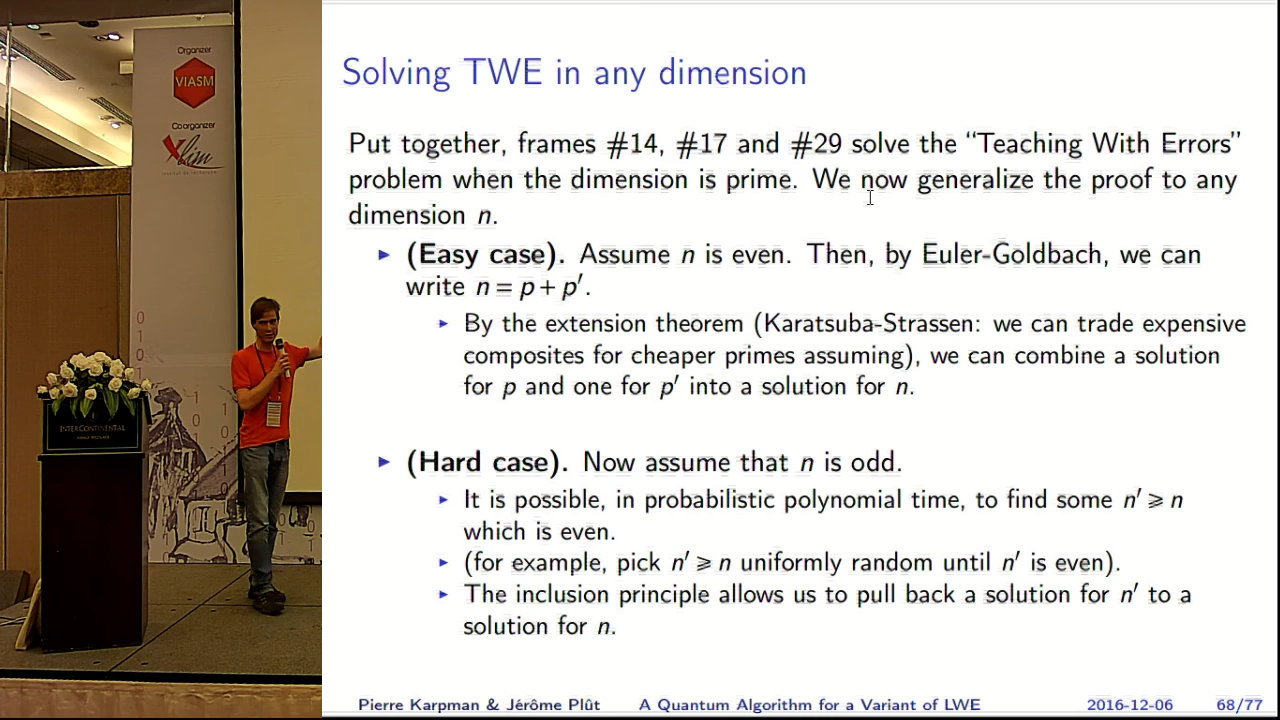 Organizer
VIASM
Coorganizer
Xlim
INTERCONTINENTAL
Solving TWE in any dimension
Put together, frames #14, #17 and #29 solve the “Teaching With Errors”
problem when the dimension is prime. We now generalize the proof to any
dimension n.
▶ (Easy case). Assume n is even. Then, by Euler-Goldbach, we can
write n = p + p′.
▶ By the extension theorem (Karatsuba-Strassen: we can trade expensive
composites for cheaper primes assuming), we can combine a solution
for p and one for p′ into a solution for n.
▶ (Hard case). Now assume that n is odd.
▶ It is possible, in probabilistic polynomial time, to find some n′ ⩾ n
which is even.
▶ (for example, pick n′ ⩾ n uniformly random until n′ is even).
▶ The inclusion principle allows us to pull back a solution for n′ to a
solution for n.
Pierre Karpman & Jérôme Plût A Quantum Algorithm for a Variant of LWE 2016-12-06 68/77